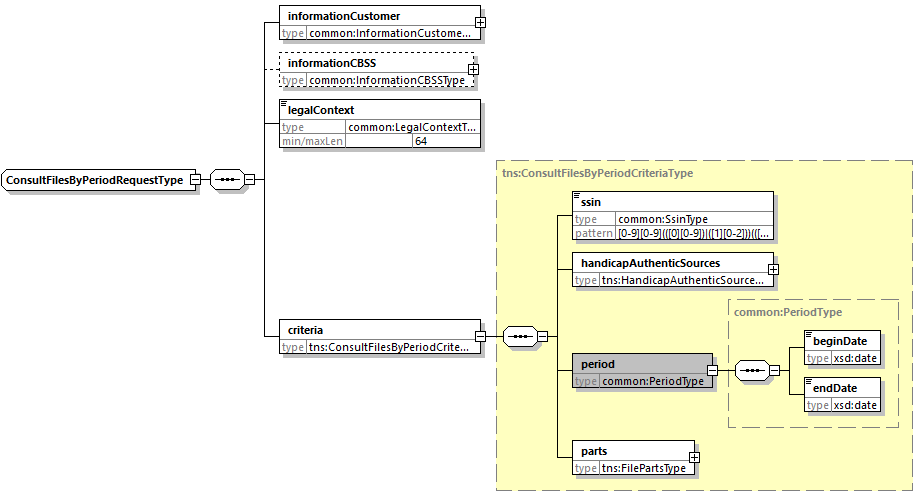 informationCustomer
type common:InformationCustome...
informationCBSS
type common:InformationCBSSType
legalContext
type common:LegalContextT...
min/maxLen 64
ConsultFilesByPeriodRequestType
tns:ConsultFilesByPeriodCriteriaType
ssin
type common:SsinType
pattern [0-9][0-9](([0][0-9])|([1][0-2]))(([...
handicapAuthenticSources
type tns:HandicapAuthenticSource...
common:PeriodType
criteria
type tns:ConsultFilesByPeriodCrite...
beginDate
type xsd:date
period
type common:PeriodType
endDate
type xsd:date
parts
type tns:FilePartsType